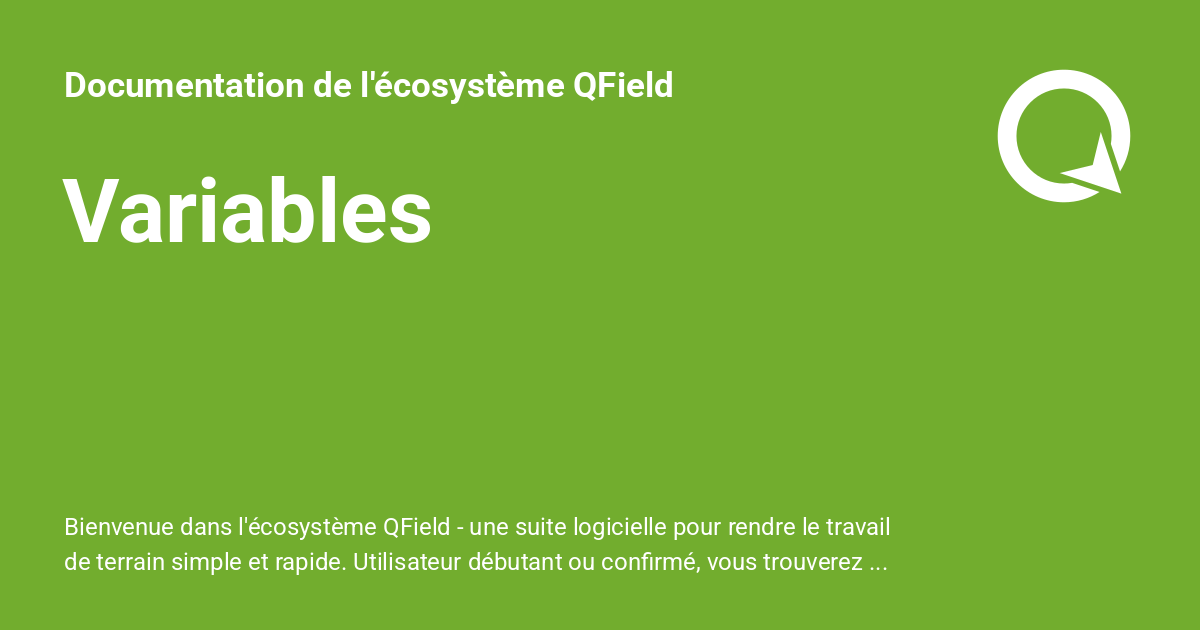 Documentation de l'écosystème QField
Variables
Bienvenue dans l'écosystème QField - une suite logicielle pour rendre le travail
de terrain simple et rapide. Utilisateur débutant ou confirmé, vous trouverez ...